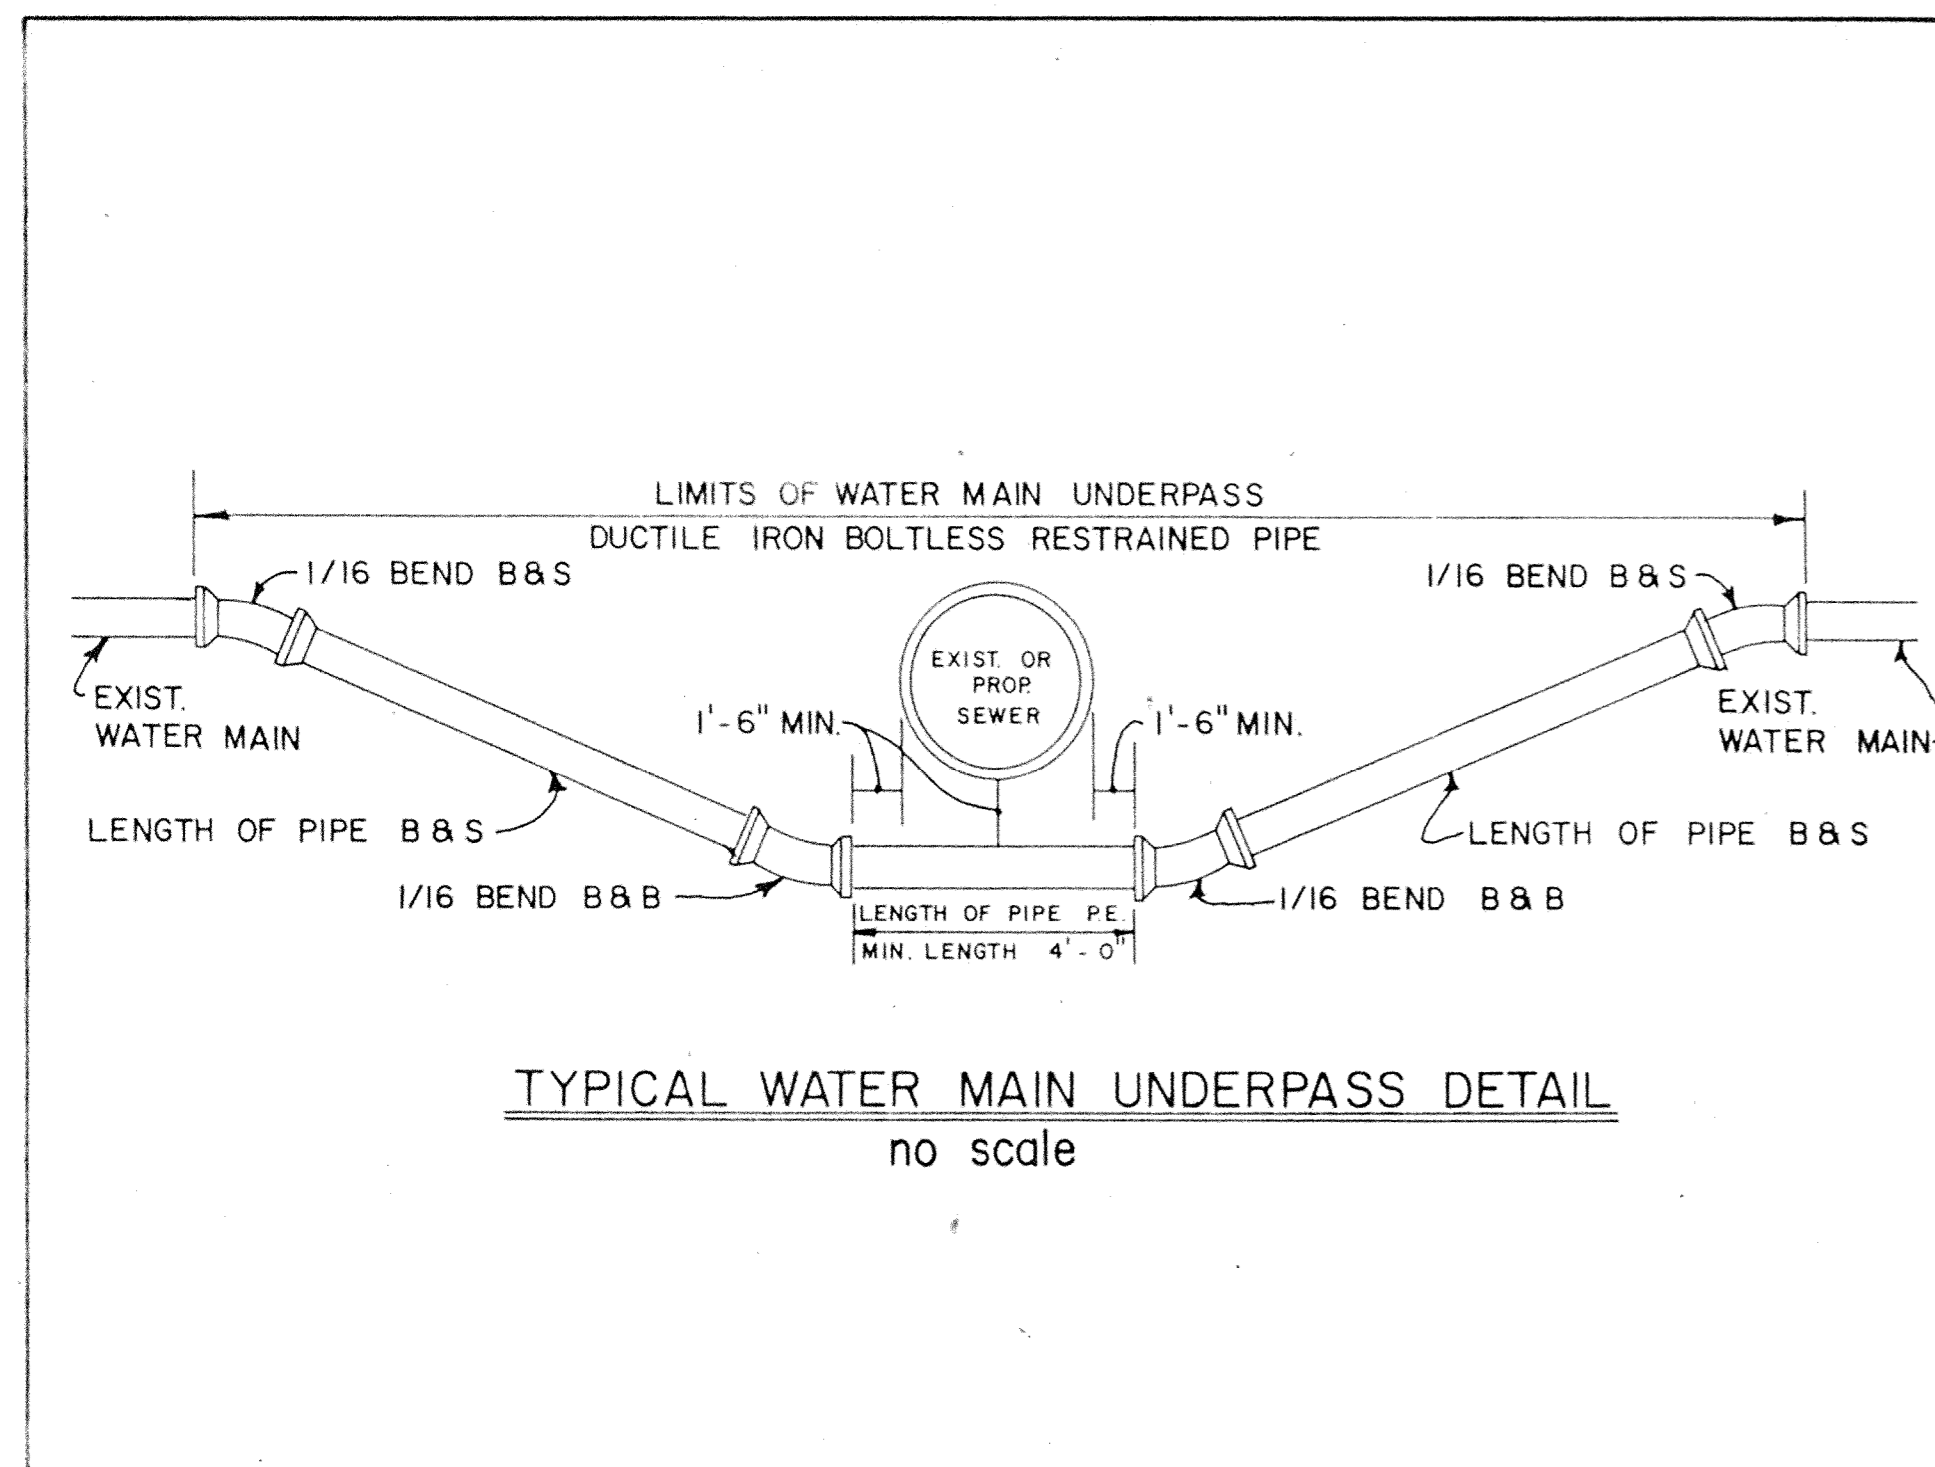 LIMITS OF WATER MAIN UNDERPASS
DUCTILE IRON BOLTLESS RESTRAINED PIPE
1/16 BEND B & S
1/16 BEND B & S
EXIST. OR
PROP.
SEWER
EXIST.
WATER MAIN
1'-6" MIN.
1'-6" MIN.
EXIST.
WATER MAIN
LENGTH OF PIPE B & S
LENGTH OF PIPE B & S
1/16 BEND B & B
1/16 BEND B & B
LENGTH OF PIPE P.E.
MIN. LENGTH 4'-0"
TYPICAL WATER MAIN UNDERPASS DETAIL
no scale